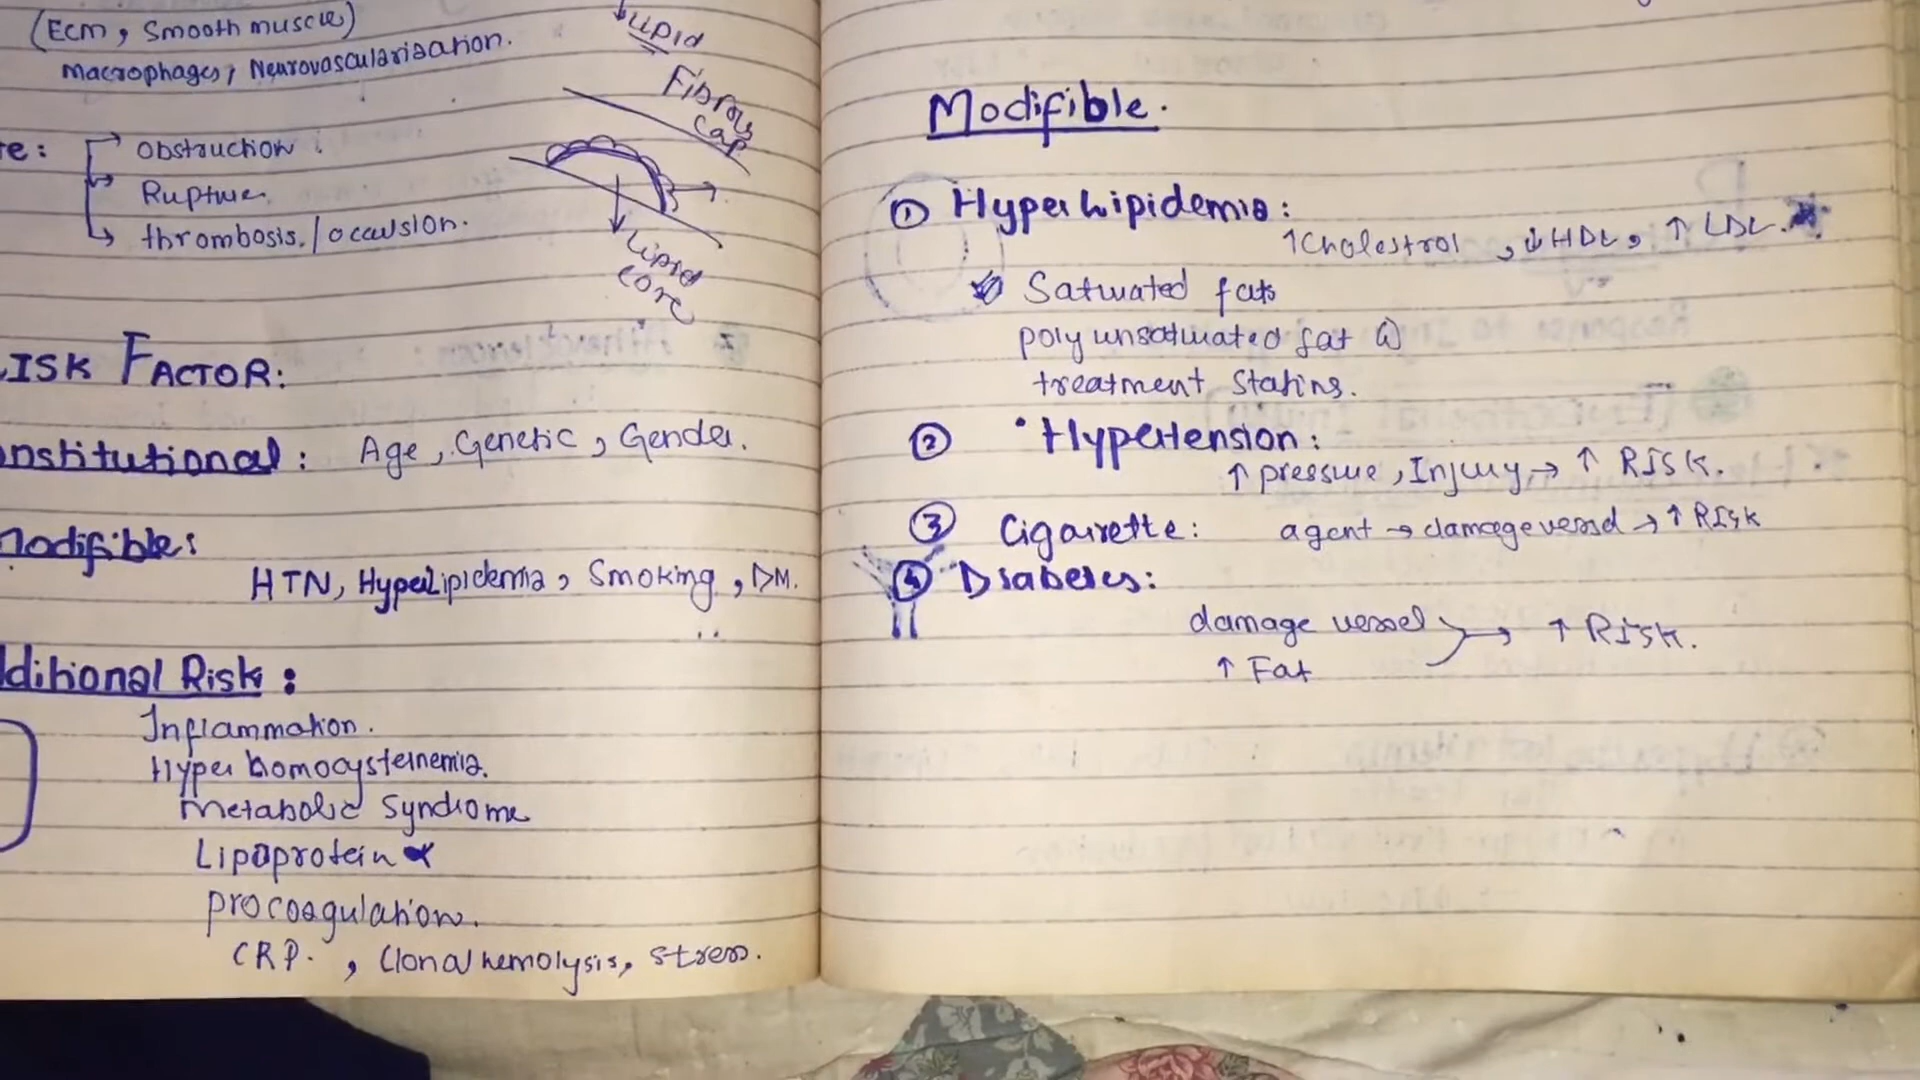 (Ecm, Smooth muscle)
Macrophages, Neurovascularisation.
↓Lipid
Fibrous
cap
re: → Obstruction.
→ Rupture.
→ thrombosis./occulsion.
Lipid
core
ISK FACTOR:
onstitutional: Age, Genetic, Gender.
Modifible:
HTN, Hyperlipidemia, Smoking, DM.
ditional Risk:
Inflammation.
Hyper homocysteinemia.
Metabolic Syndrome
Lipoprotein α
procoagulation.
CRP., Clonal hemolysis, stress.
Modifible.
① HyperLipidemia:
↑Cholestrol, ↓HDL, ↑ LDL.
Saturated fats
poly unsaturated fat
treatment Statins.
② Hypertension:
↑ pressure, Injury → ↑ RISK.
③ Cigairette: agent → damage vessel → ↑ RISK
④ Diabetes:
damage vessel → ↑ RISK.
↑ Fat